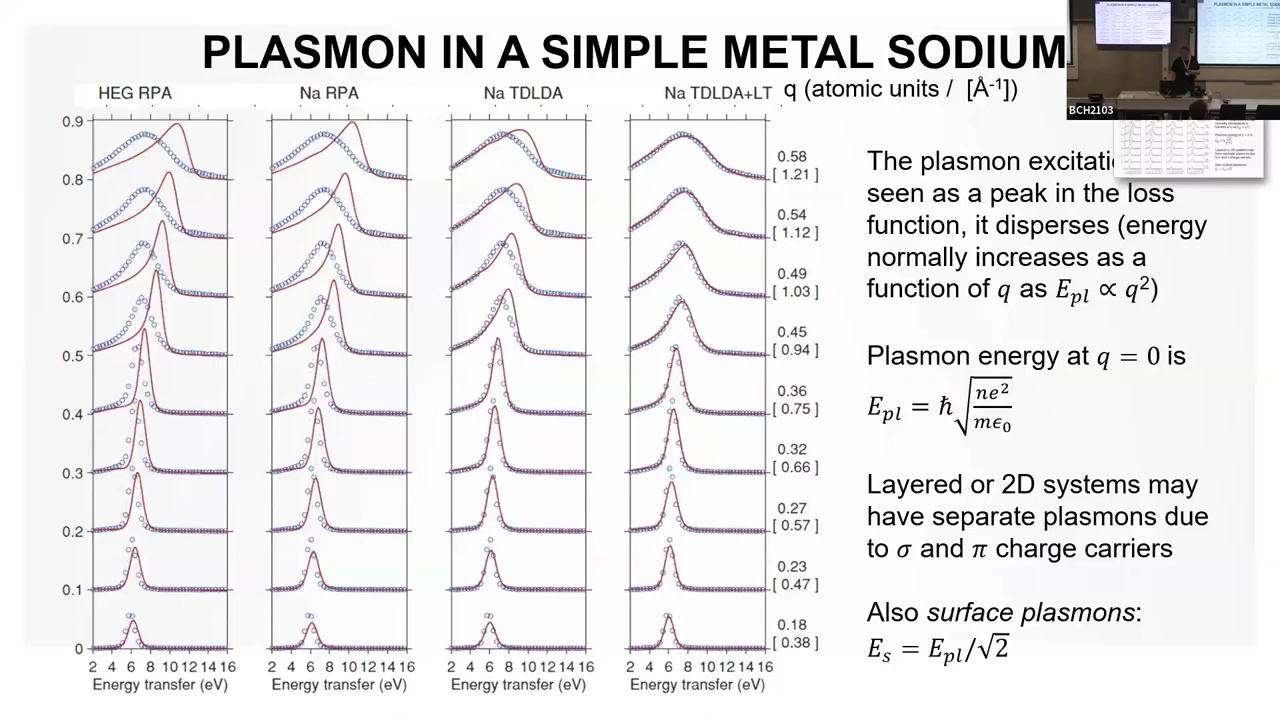 PLASMON IN A SIMPLE METAL SODIUM
HEG RPA
Na RPA
Na TDLDA
Na TDLDA+LT
q (atomic units / [Å⁻¹])
BCH2103
0.9
0.8
0.7
0.6
0.5
0.4
0.3
0.2
0.1
0
0.58
[ 1.21 ]
0.54
[ 1.12 ]
0.49
[ 1.03 ]
0.45
[ 0.94 ]
0.36
[ 0.75 ]
0.32
[ 0.66 ]
0.27
[ 0.57 ]
0.23
[ 0.47 ]
0.18
[ 0.38 ]
2 4 6 8 10 12 14 16
2 4 6 8 10 12 14 16
2 4 6 8 10 12 14 16
2 4 6 8 10 12 14 16
Energy transfer (eV)
Energy transfer (eV)
Energy transfer (eV)
Energy transfer (eV)
The plasmon
seen as a peak in the loss
function, it disperses (energy
normally increases as a
function of q as E_pl ∝ q²)
Plasmon energy at q = 0 is
E_pl = ħ√(ne²/mϵ₀)
Layered or 2D systems may
have separate plasmons due
to σ and π charge carriers
Also surface plasmons:
E_s = E_pl/√2